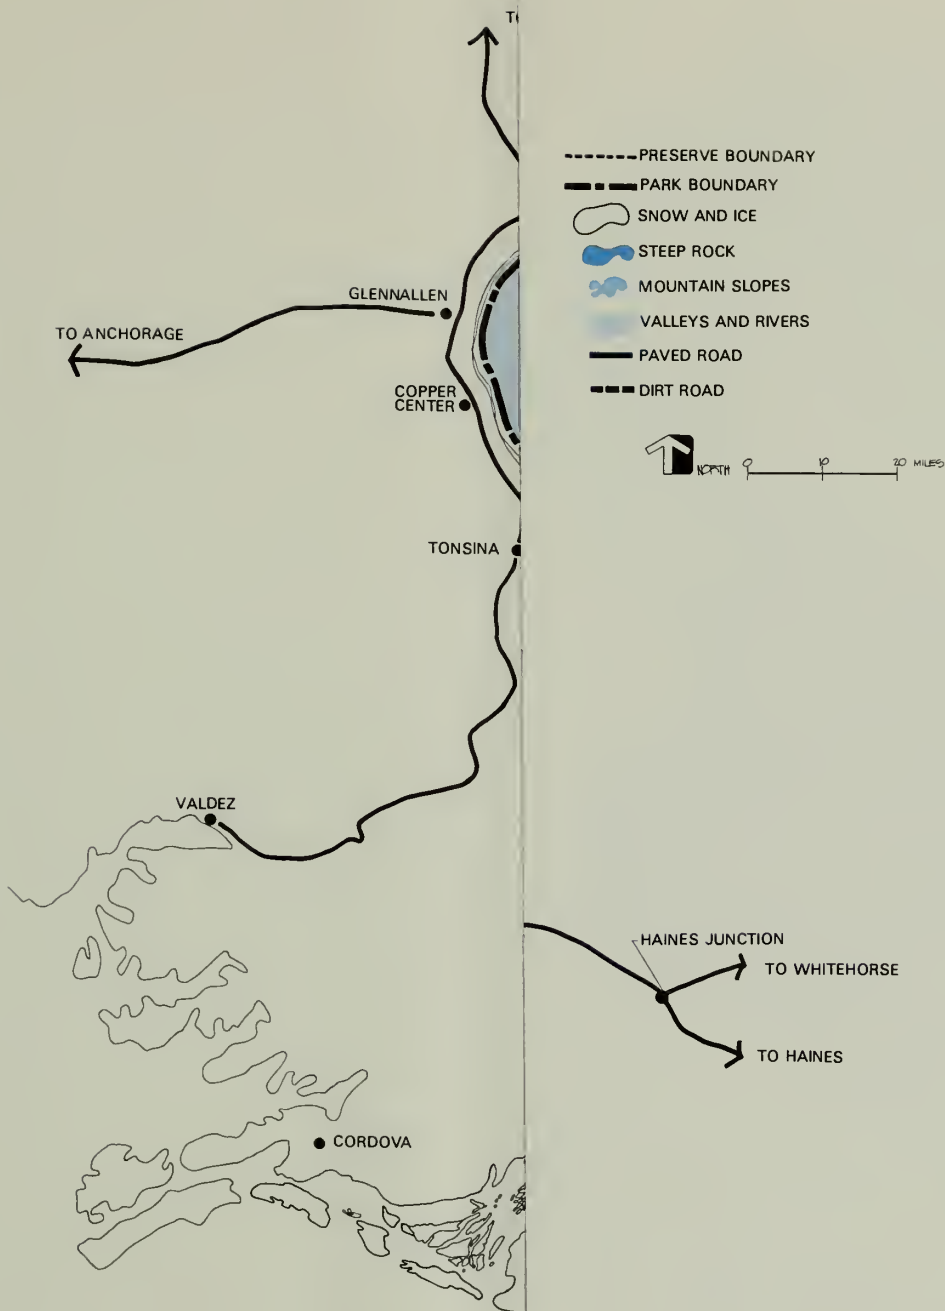 PRESERVE BOUNDARY
PARK BOUNDARY
SNOW AND ICE
STEEP ROCK
GLENNALLEN
MOUNTAIN SLOPES
TO ANCHORAGE
VALLEYS AND RIVERS
PAVED ROAD
COPPER
CENTER
DIRT ROAD
NORTH 0 10 20 MILES
TONSINA
VALDEZ
HAINES JUNCTION
TO WHITEHORSE
TO HAINES
CORDOVA